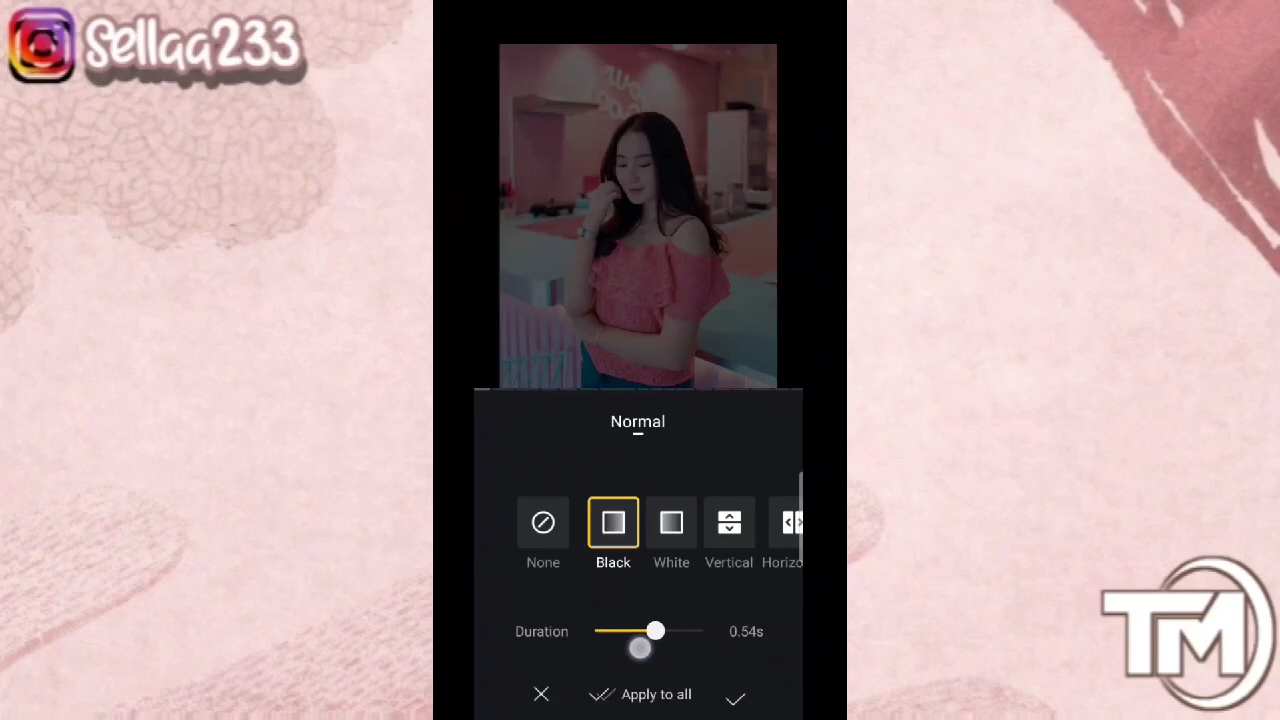 Sellaa233
Normal
None
Black
White
Vertical
Horizo
Duration
0.54s
Apply to all
TM